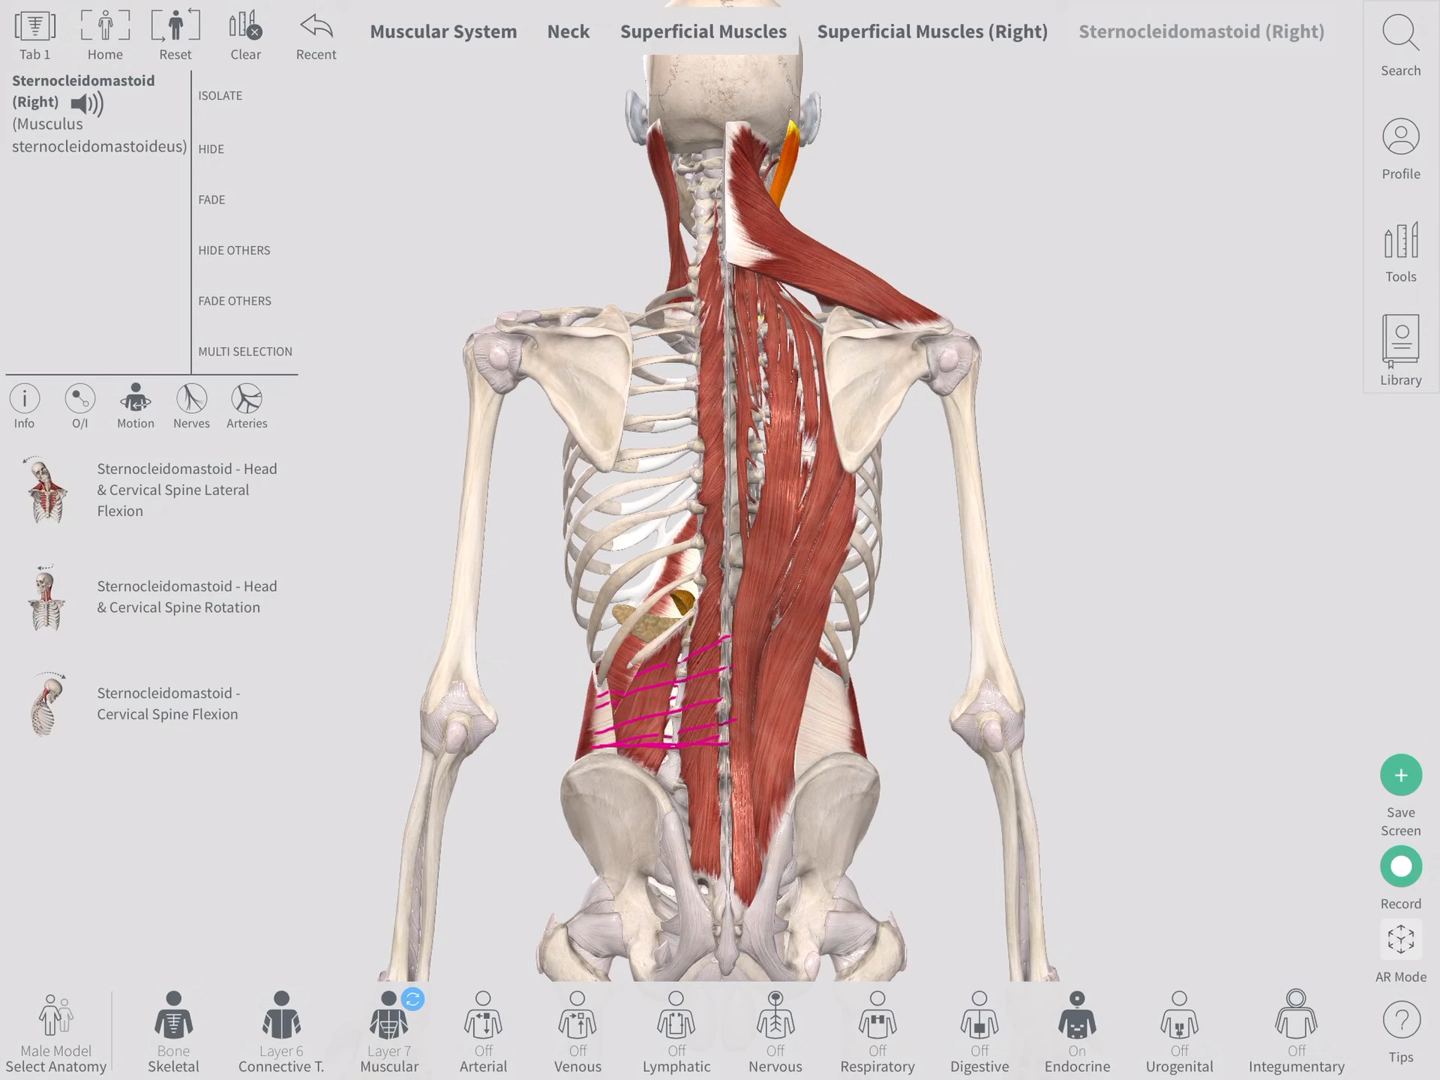 Tab 1
Home
Reset
Clear
Recent
Muscular System
Neck
Superficial Muscles
Superficial Muscles (Right)
Sternocleidomastoid (Right)
Search
Profile
Tools
Library
Sternocleidomastoid
(Right)
(Musculus
sternocleidomastoideus)
ISOLATE
HIDE
FADE
HIDE OTHERS
FADE OTHERS
MULTI SELECTION
Info
O/I
Motion
Nerves
Arteries
Sternocleidomastoid - Head
& Cervical Spine Lateral
Flexion
Sternocleidomastoid - Head
& Cervical Spine Rotation
Sternocleidomastoid -
Cervical Spine Flexion
Save
Screen
Record
AR Mode
Tips
Male Model
Select Anatomy
Bone
Skeletal
Layer 6
Connective T.
Layer 7
Muscular
Off
Arterial
Off
Venous
Off
Lymphatic
Off
Nervous
Off
Respiratory
Off
Digestive
On
Endocrine
Off
Urogenital
Off
Integumentary